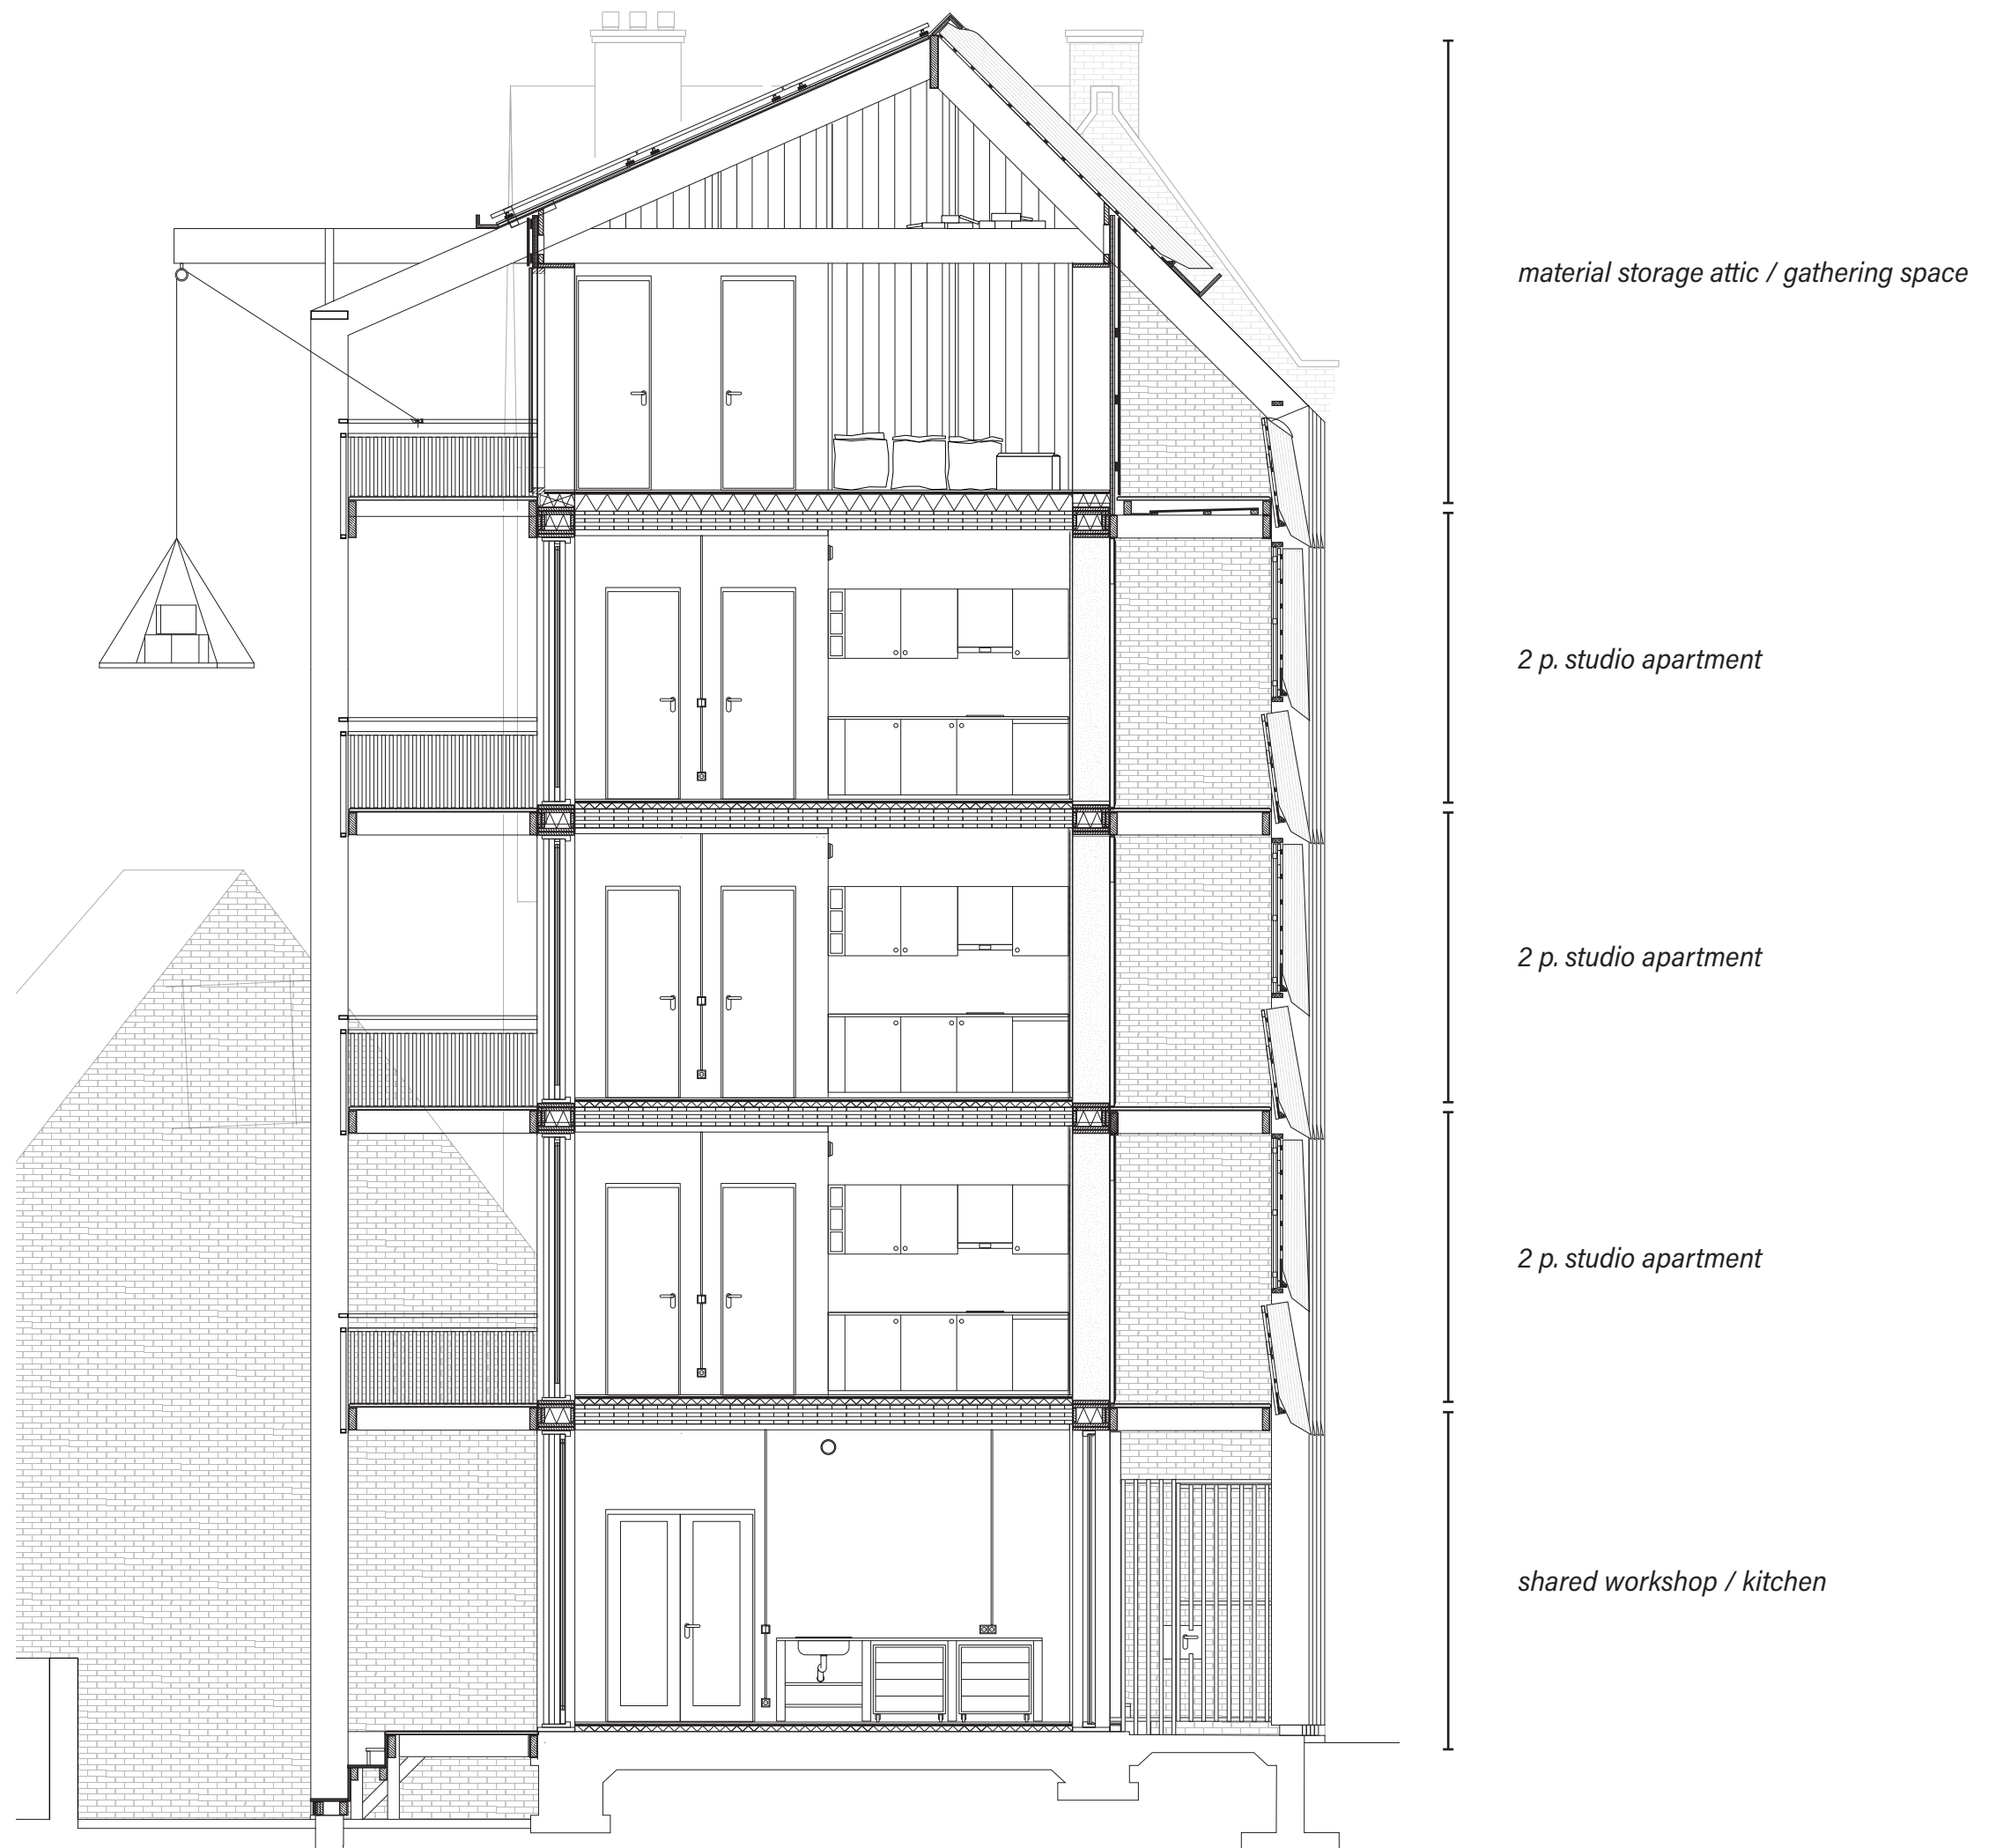 material storage attic / gathering space
2 p. studio apartment
2 p. studio apartment
2 p. studio apartment
shared workshop / kitchen